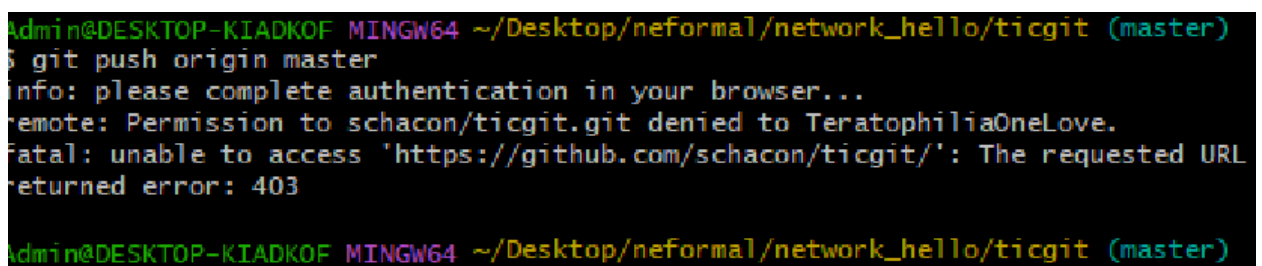 Admin@DESKTOP-KIADKOF MINGW64 ~/Desktop/neformal/network_hello/ticgit (master)
$ git push origin master
info: please complete authentication in your browser...
remote: Permission to schacon/ticgit.git denied to TeratophiliaOneLove.
fatal: unable to access 'https://github.com/schacon/ticgit/': The requested URL
returned error: 403
Admin@DESKTOP-KIADKOF MINGW64 ~/Desktop/neformal/network_hello/ticgit (master)